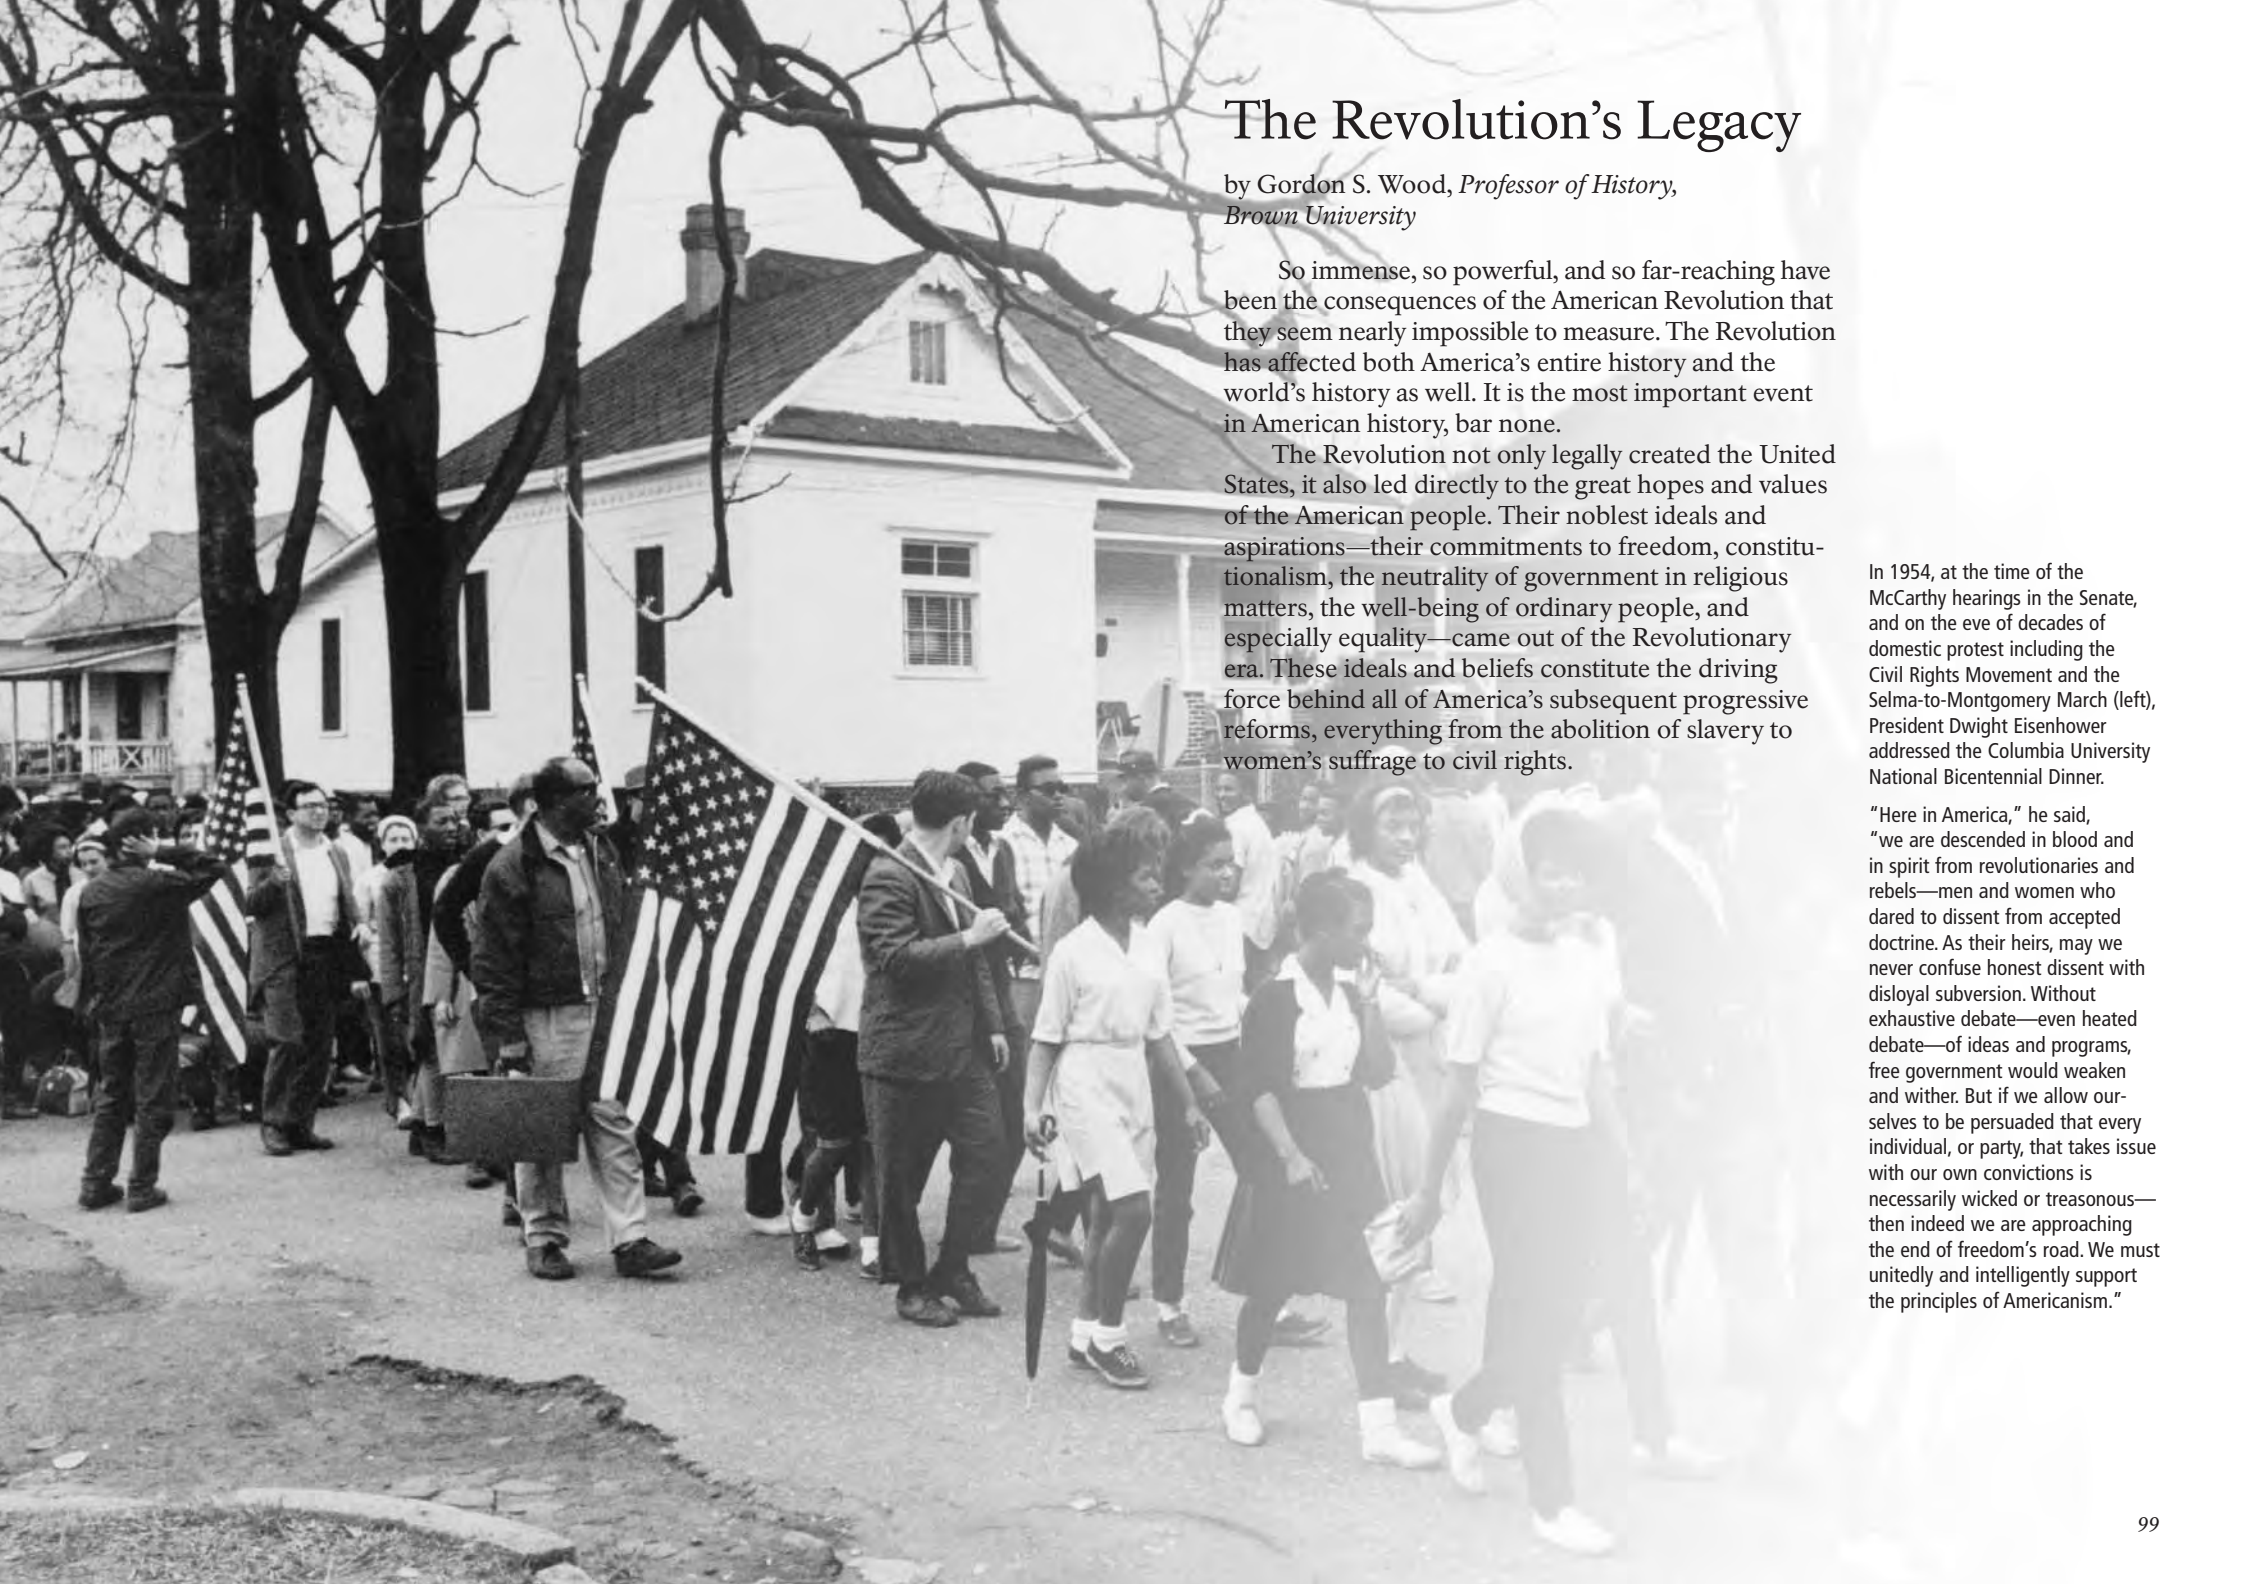 The Revolution’s Legacy
by Gordon S. Wood, Professor of History,
Brown University
So immense, so powerful, and so far-reaching have
been the consequences of the American Revolution that
they seem nearly impossible to measure. The Revolution
has affected both America’s entire history and the
world’s history as well. It is the most important event
in American history, bar none.
The Revolution not only legally created the United
States, it also led directly to the great hopes and values
of the American people. Their noblest ideals and
aspirations—their commitments to freedom, constitu-
tionalism, the neutrality of government in religious
matters, the well-being of ordinary people, and
especially equality—came out of the Revolutionary
era. These ideals and beliefs constitute the driving
force behind all of America’s subsequent progressive
reforms, everything from the abolition of slavery to
women’s suffrage to civil rights.
In 1954, at the time of the
McCarthy hearings in the Senate,
and on the eve of decades of
domestic protest including the
Civil Rights Movement and the
Selma-to-Montgomery March (left),
President Dwight Eisenhower
addressed the Columbia University
National Bicentennial Dinner.
“Here in America,” he said,
“we are descended in blood and
in spirit from revolutionaries and
rebels—men and women who
dared to dissent from accepted
doctrine. As their heirs, may we
never confuse honest dissent with
disloyal subversion. Without
exhaustive debate—even heated
debate—of ideas and programs,
free government would weaken
and wither. But if we allow our-
selves to be persuaded that every
individual, or party, that takes issue
with our own convictions is
necessarily wicked or treasonous—
then indeed we are approaching
the end of freedom’s road. We must
unitedly and intelligently support
the principles of Americanism.”
99